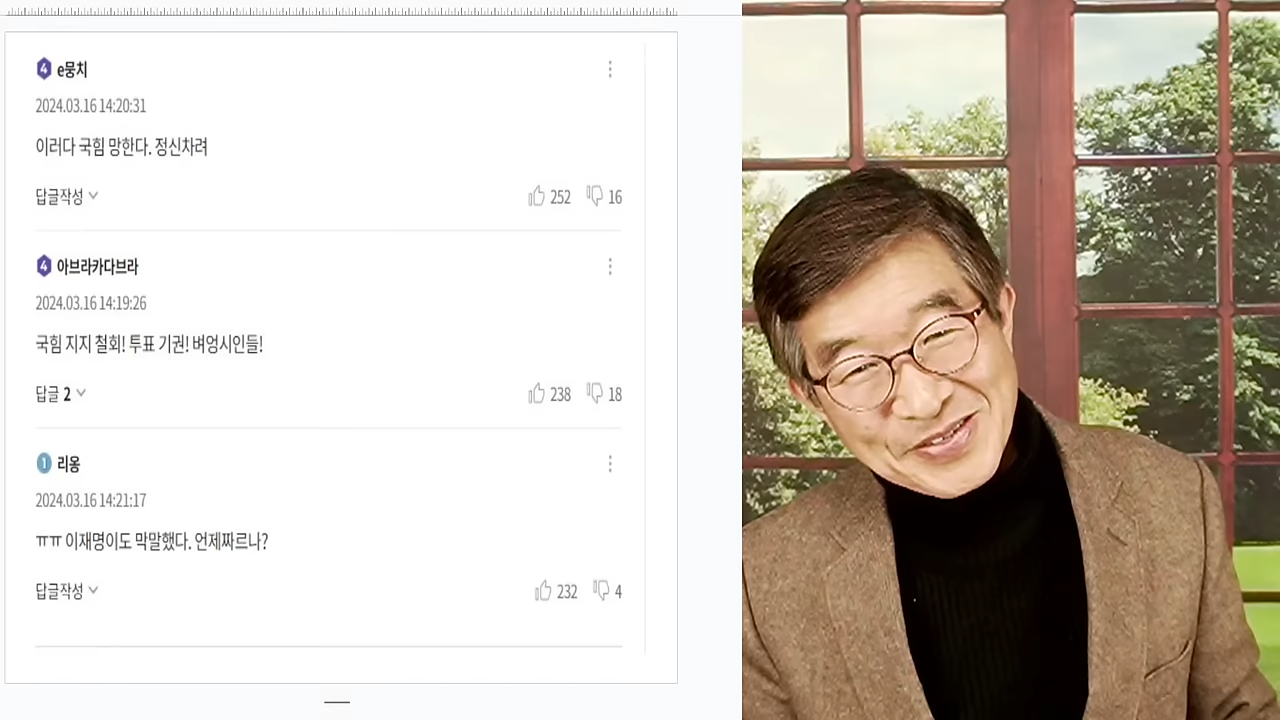 4 e뭉치
2024.03.16 14:20:31
이러다 국힘 망한다. 정신차려
답글작성 252 16
4 아브라카다브라
2024.03.16 14:19:26
국힘 지지 철회! 투표 기권! 벼엉시인들!
답글 2 238 18
1 리옹
2024.03.16 14:21:17
ㅠㅠ 이재명이도 막말했다. 언제짜르나?
답글작성 232 4